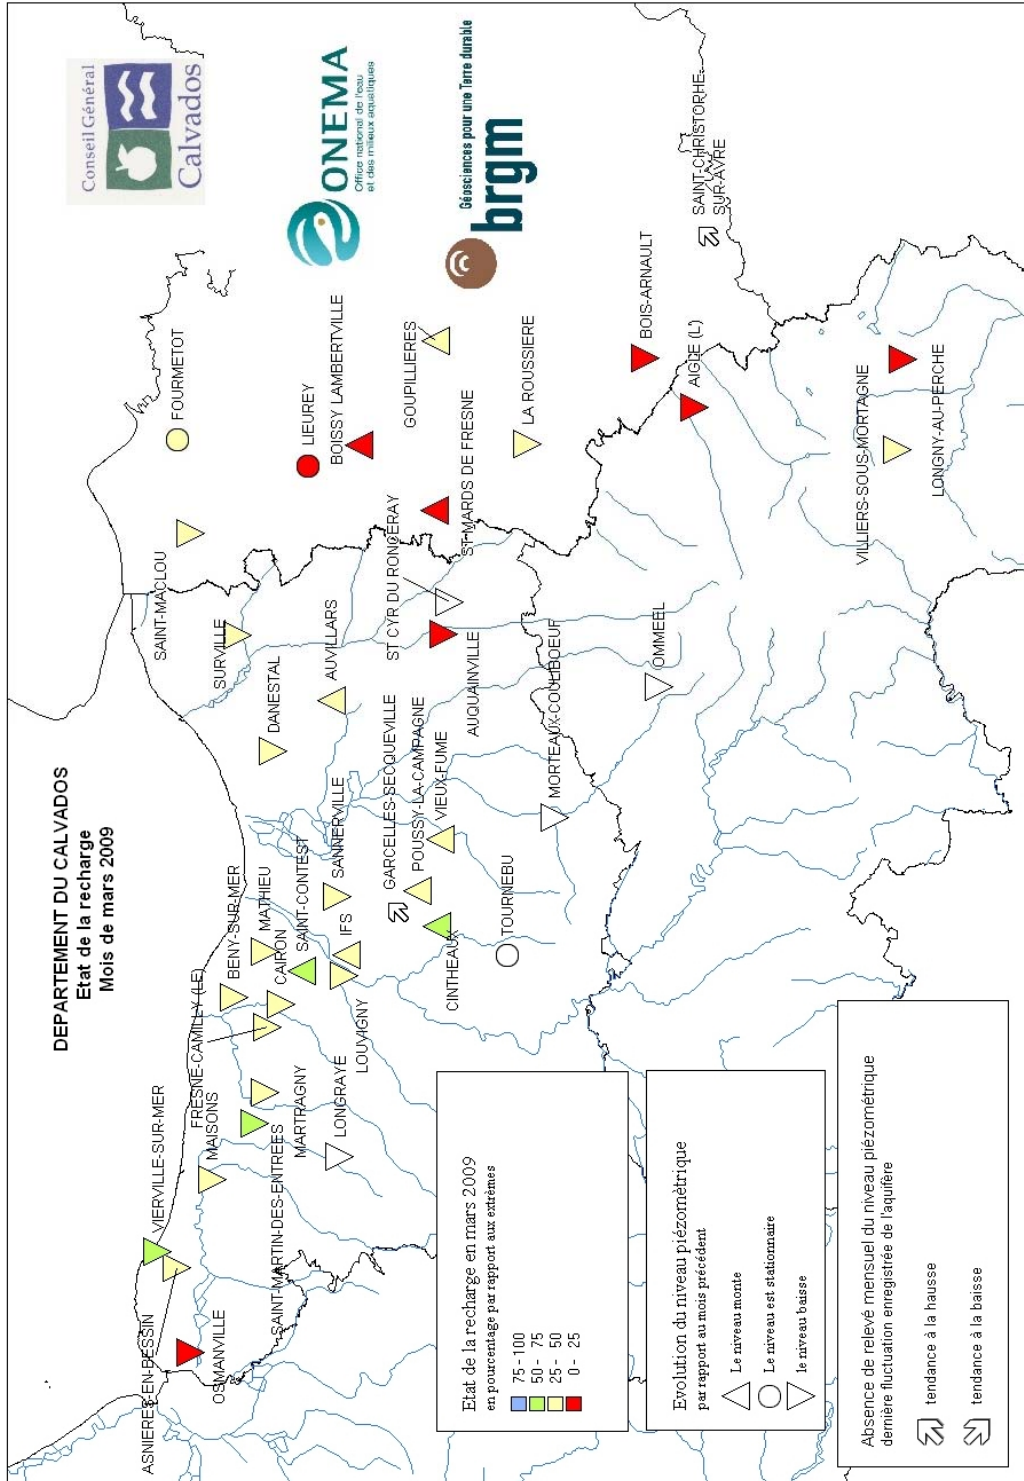 DEPARTEMENT DU CALVADOS
Etat de la recharge
Mois de mars 2009
Conseil Général
Calvados
ONEMA
Office national de l'eau
et des milieux aquatiques
Géosciences pour une Terre durable
brgm
ASNIERES-EN-BESSIN
OSMANVILLE
VIERVILLE-SUR-MER
MAISONS
SAINT-MARTIN-DES-ENTREES
FRESNE-CAMILLY (LE)
MARTRAGNY
LONGRAYE
BENY-SUR-MER
MATHIEU
CAIRON
SAINT-CONTEST
LOUVIGNY
IFS
SANNERVILLE
GARCELLES-SECQUEVILLE
POUSSY-LA-CAMPAGNE
VIEUX-FUME
CINTHEAUX
TOURNEBU
MORTEAUX-COULIBOEUF
DANESTAL
SURVILLE
AUVILLARS
AUQUAINVILLE
ST CYR DU RONCERAY
ST-MARDS DE FRESNE
SAINT-MACLOU
FOURMETOT
LIEUREY
BOISSY LAMBERTVILLE
GOUPILLIERES
LA ROUSSIERE
BOIS-ARNAULT
AIGLE (L')
SAINT-CHRISTORHE-
SUR-AVRE
OMMEEL
VILLIERS-SOUS-MORTAGNE
LONGNY-AU-PERCHE
Etat de la recharge en mars 2009
en pourcentage par rapport aux extrêmes
75 - 100
50 - 75
25 - 50
0 - 25
Evolution du niveau piézomètrique
par rapport au mois précédent
Le niveau monte
Le niveau est stationnaire
le niveau baisse
Absence de relevé mensuel du niveau piézométrique
dernière fluctuation enregistrée de l'aquifère
tendance à la hausse
tendance à la baisse